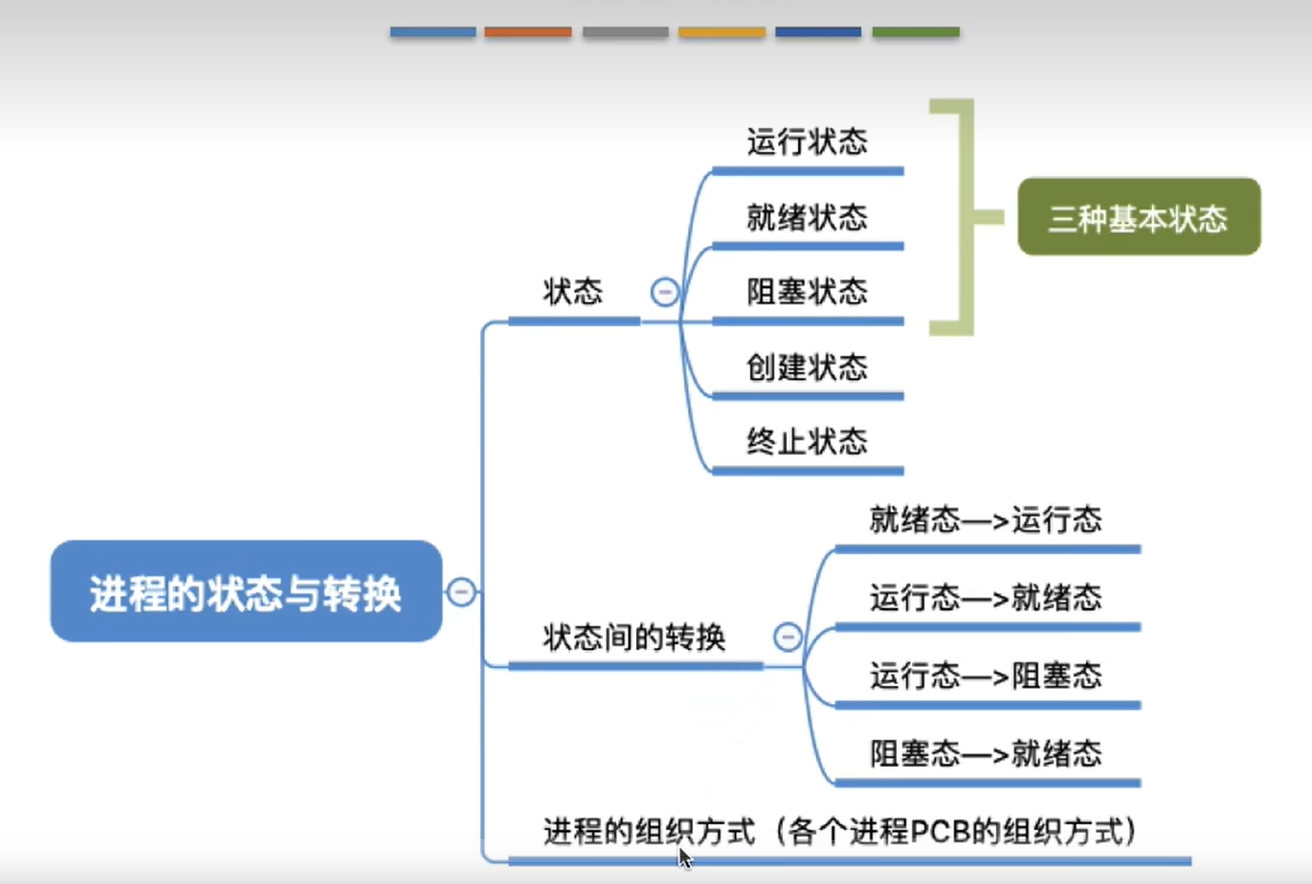 运行状态
就绪状态
三种基本状态
状态
阻塞状态
创建状态
终止状态
进程的状态与转换
状态间的转换
就绪态—>运行态
运行态—>就绪态
运行态—>阻塞态
阻塞态—>就绪态
进程的组织方式（各个进程PCB的组织方式）